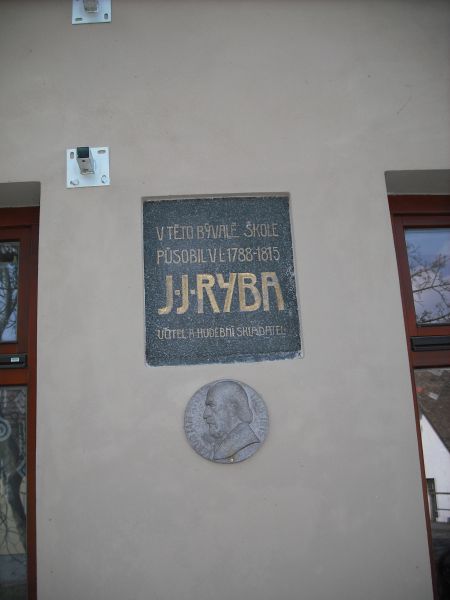 V TÉTO BÝVALÉ ŠKOLE
PŮSOBIL V L. 1788-1815
J·J·RYBA
UČITEL A HUDEBNÍ SKLADATEL